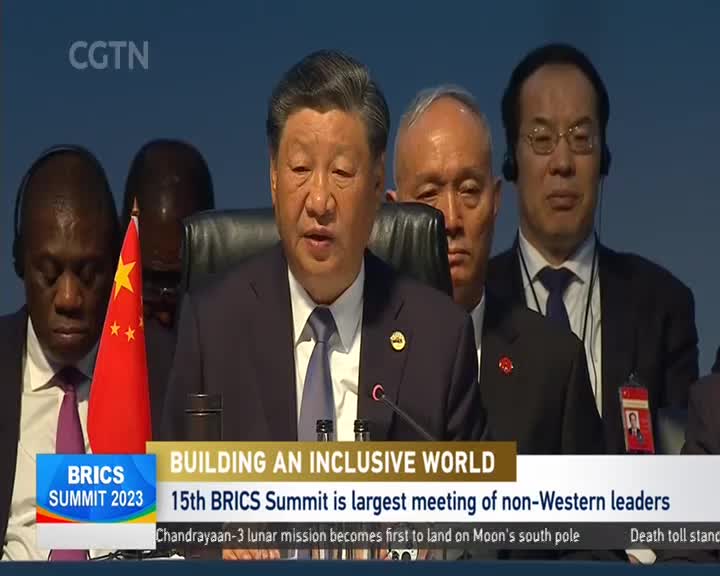 CGTN
BUILDING AN INCLUSIVE WORLD
BRICS
SUMMIT 2023
15th BRICS Summit is largest meeting of non-Western leaders
Chandrayaan-3 lunar mission becomes first to land on Moon's south pole
Death toll stand